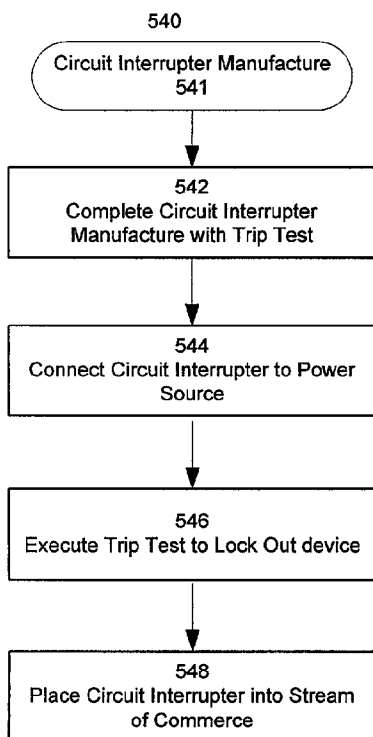 540
Circuit Interrupter Manufacture
541
542
Complete Circuit Interrupter
Manufacture with Trip Test
544
Connect Circuit Interrupter to Power
Source
546
Execute Trip Test to Lock Out device
548
Place Circuit Interrupter into Stream
of Commerce